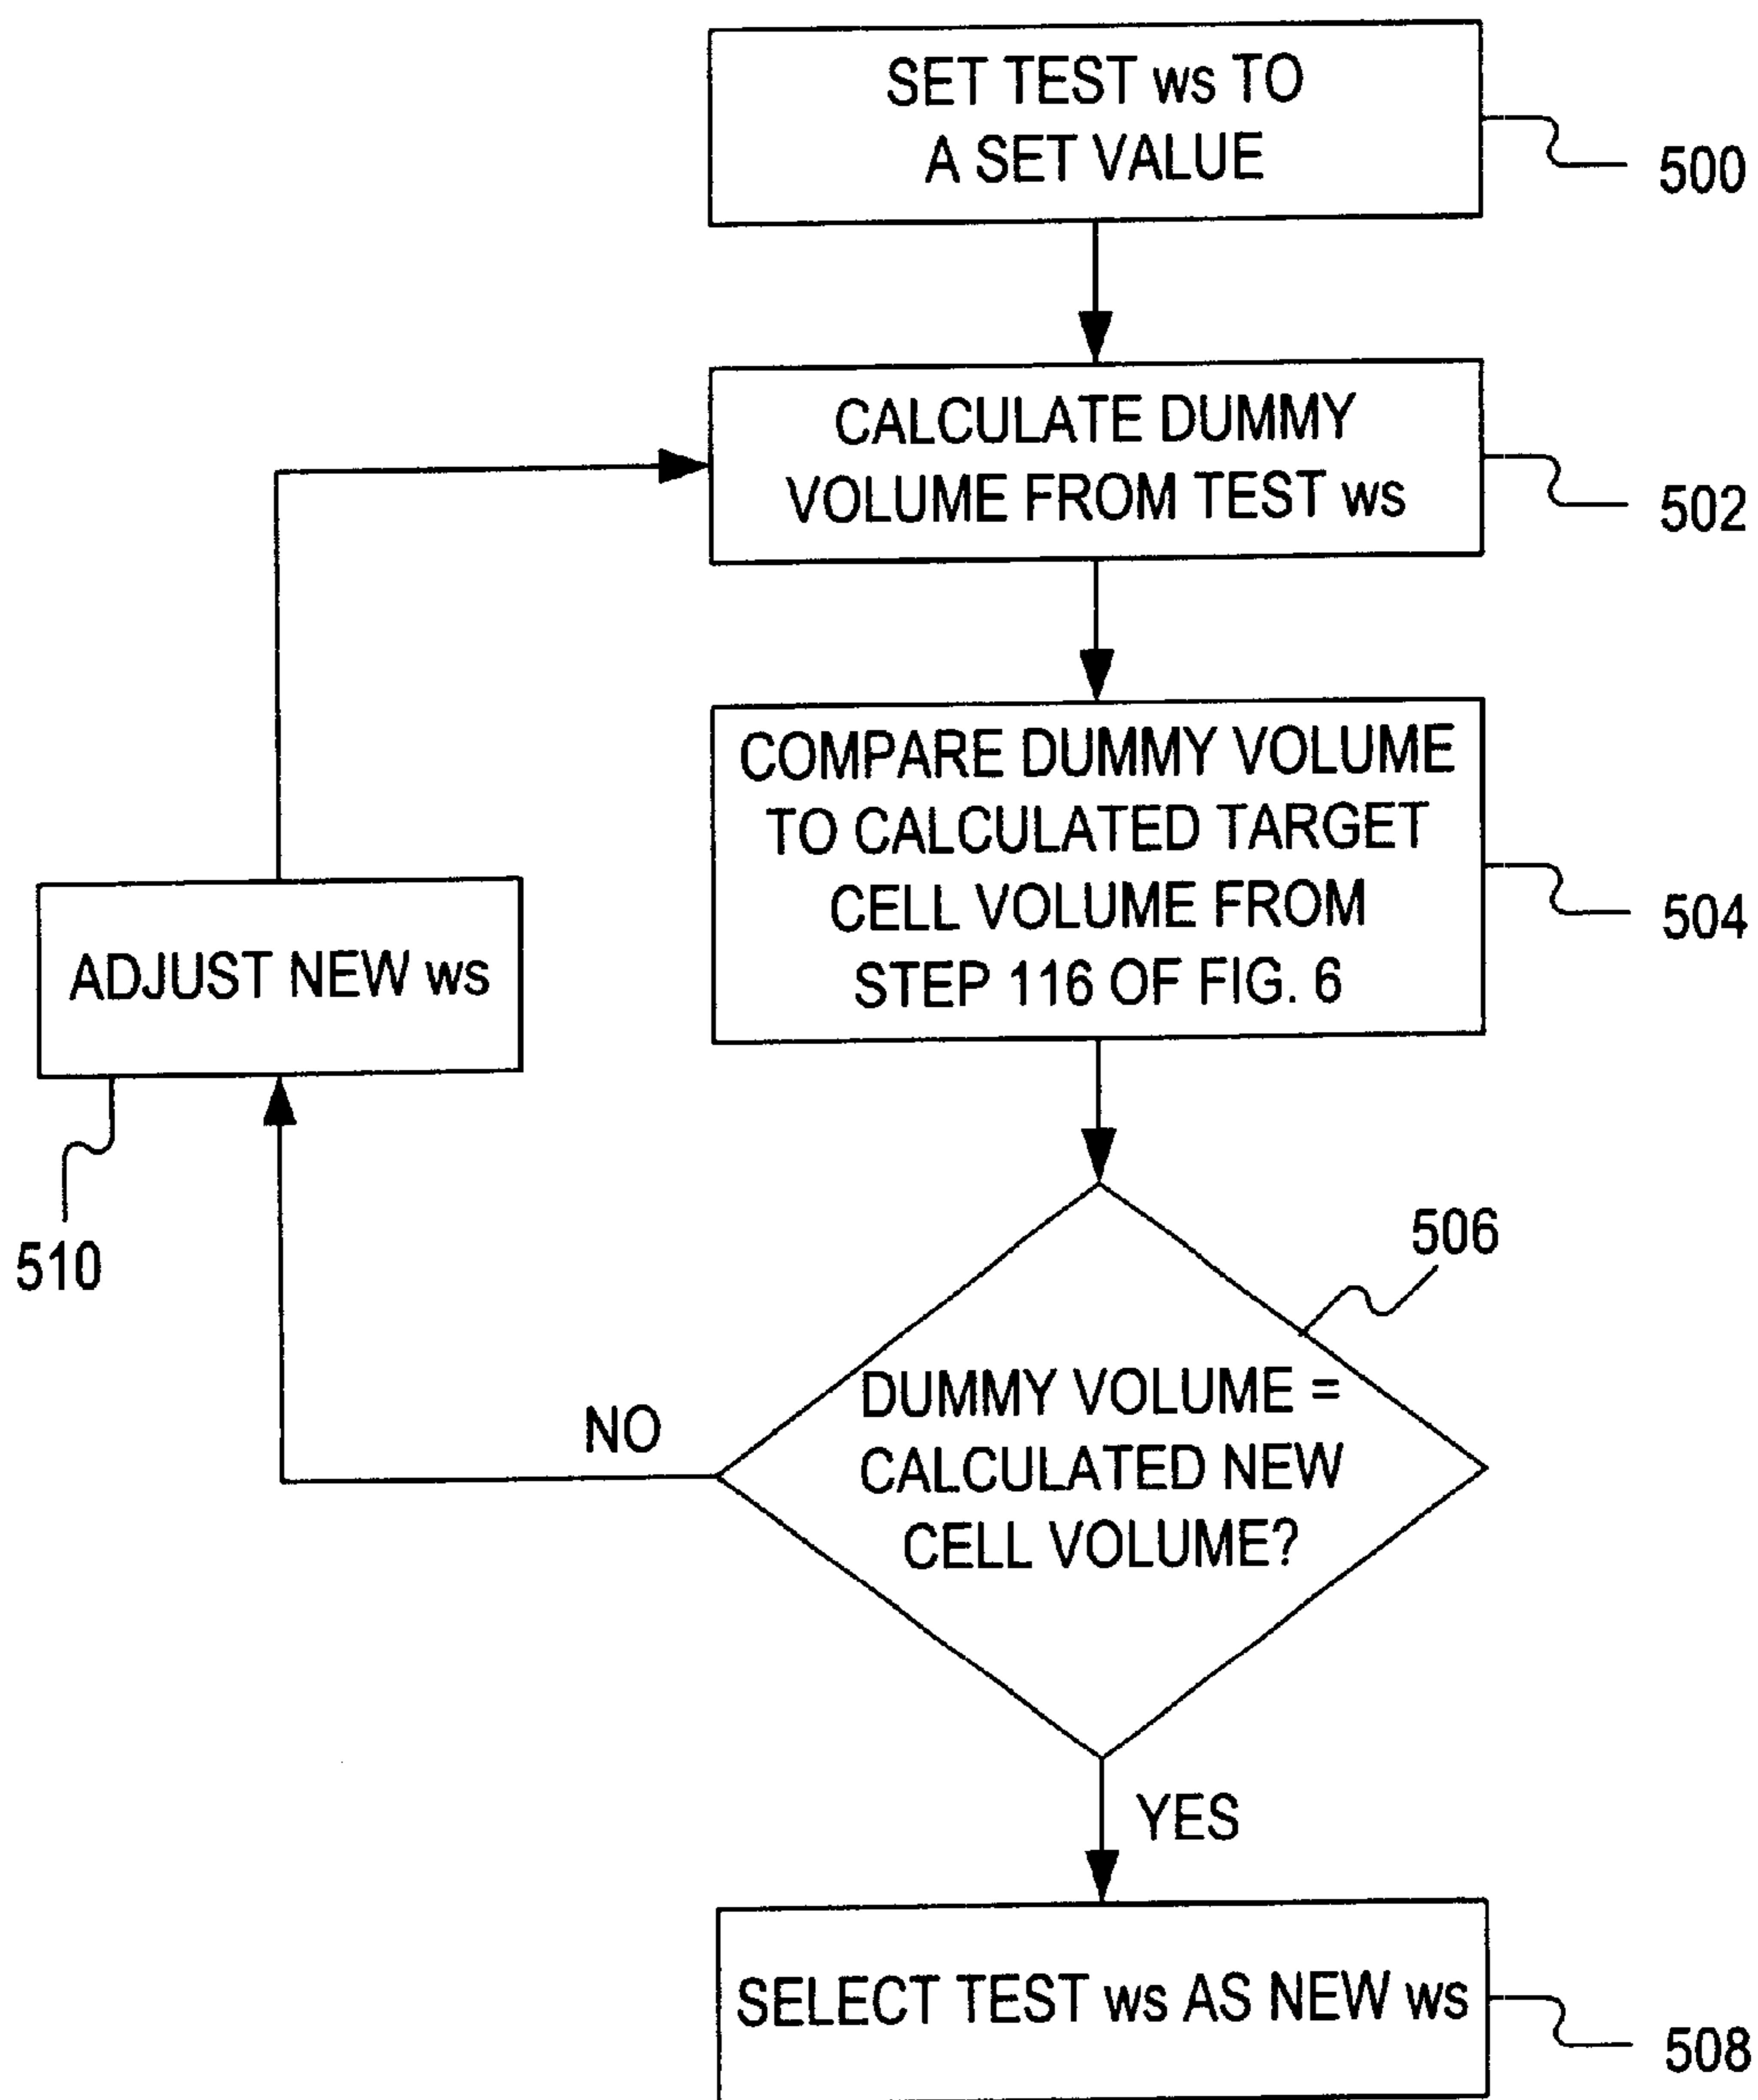 SET TEST ws TO
A SET VALUE
500
CALCULATE DUMMY
VOLUME FROM TEST ws
502
COMPARE DUMMY VOLUME
TO CALCULATED TARGET
CELL VOLUME FROM
STEP 116 OF FIG. 6
504
ADJUST NEW ws
510
506
DUMMY VOLUME =
CALCULATED NEW
CELL VOLUME?
NO
YES
SELECT TEST ws AS NEW ws
508